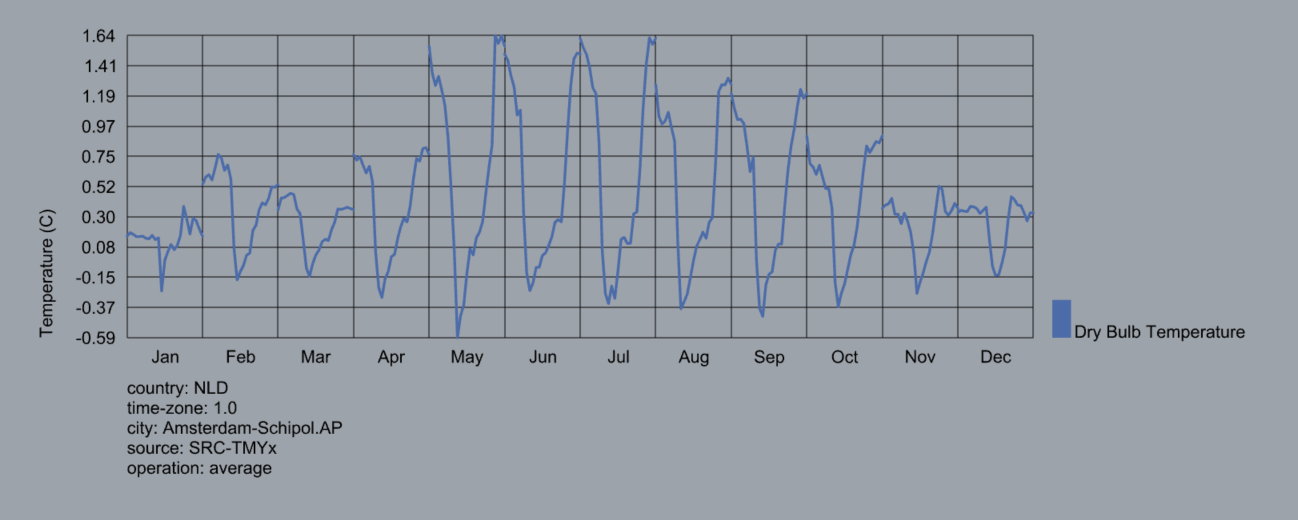 1.64
1.41
1.19
0.97
0.75
0.52
0.30
0.08
-0.15
-0.37
-0.59
Temperature (C)
Jan Feb Mar Apr May Jun Jul Aug Sep Oct Nov Dec
Dry Bulb Temperature
country: NLD
time-zone: 1.0
city: Amsterdam-Schipol.AP
source: SRC-TMYx
operation: average